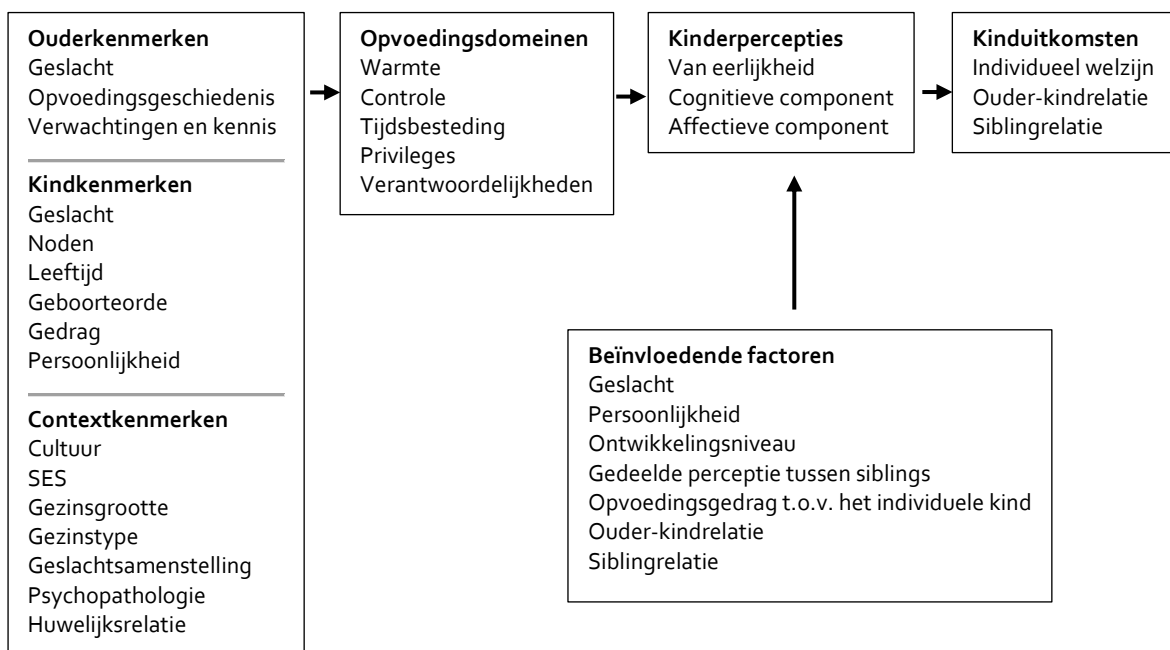 Ouderkenmerken
Geslacht
Opvoedingsgeschiedenis
Verwachtingen en kennis
Kindkenmerken
Geslacht
Noden
Leeftijd
Geboorteorde
Gedrag
Persoonlijkheid
Contextkenmerken
Cultuur
SES
Gezinsgrootte
Gezinstype
Geslachtsamenstelling
Psychopathologie
Huwelijksrelatie
Opvoedingsdomeinen
Warmte
Controle
Tijdsbesteding
Privileges
Verantwoordelijkheden
Kinderpercepties
Van eerlijkheid
Cognitieve component
Affectieve component
Kinduitkomsten
Individueel welzijn
Ouder-kindrelatie
Siblingrelatie
Beïnvloedende factoren
Geslacht
Persoonlijkheid
Ontwikkelingsniveau
Gedeelde perceptie tussen siblings
Opvoedingsgedrag t.o.v. het individuele kind
Ouder-kindrelatie
Siblingrelatie